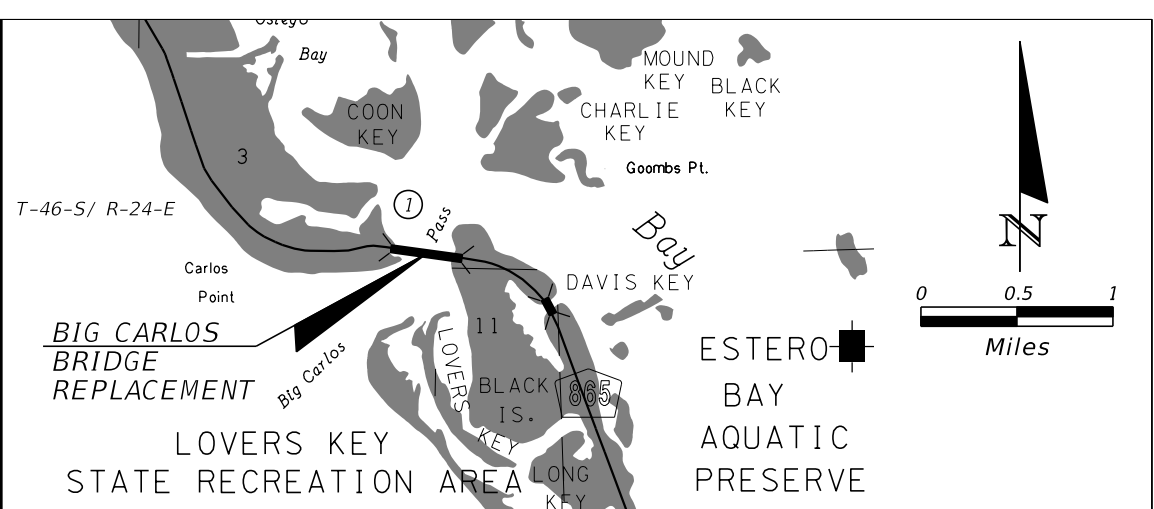 Ostego
Bay
MOUND
KEY
BLACK
KEY
COON
KEY
CHARLIE
KEY
3
Goombs Pt.
1
Pass
T-46-S/ R-24-E
Bay
N
Carlos
Point
DAVIS KEY
0 0.5 1
Miles
BIG CARLOS
BRIDGE
REPLACEMENT
Big Carlos
11
LOVERS
KEY
BLACK
IS.
865
ESTERO
BAY
AQUATIC
PRESERVE
LOVERS KEY
STATE RECREATION AREA
LONG
KEY